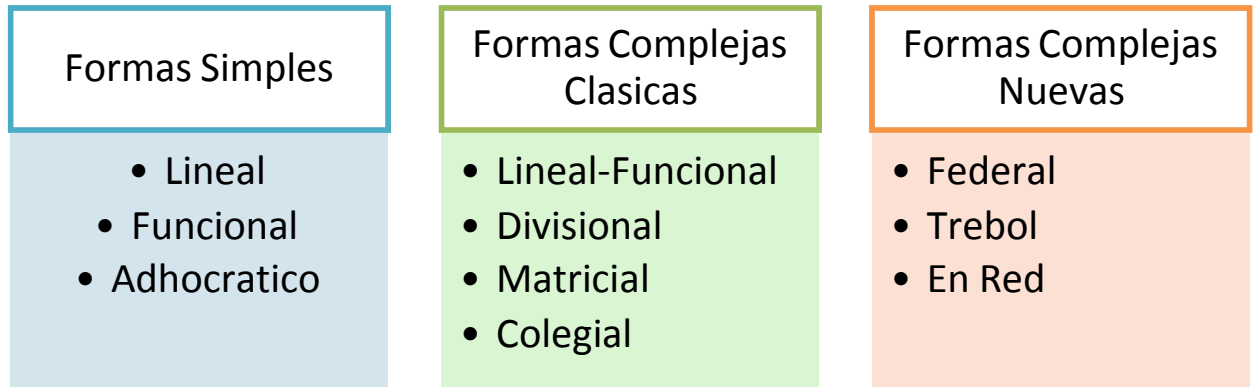 Formas Simples
• Lineal
• Funcional
• Adhocratico
Formas Complejas
Clasicas
• Lineal-Funcional
• Divisional
• Matricial
• Colegial
Formas Complejas
Nuevas
• Federal
• Trebol
• En Red